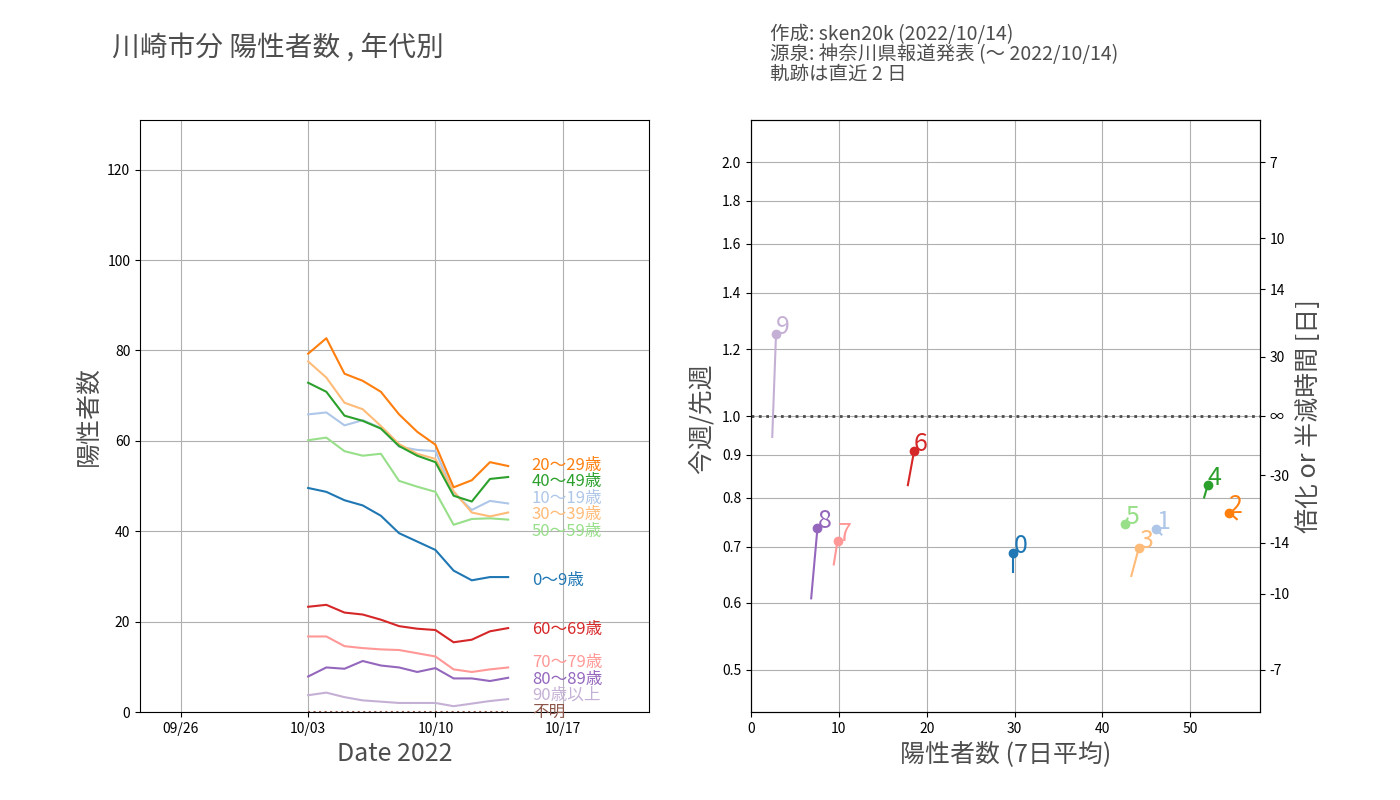 川崎市分 陽性者数 , 年代別
作成: sken20k (2022/10/14)
源泉: 神奈川県報道発表 (～ 2022/10/14)
軌跡は直近 2 日
陽性者数
120
100
80
60
40
20
0
09/26
10/03
10/10
10/17
Date 2022
20～29歳
40～49歳
10～19歳
30～39歳
50～59歳
0～9歳
60～69歳
70～79歳
80～89歳
90歳以上
不明
今週/先週
2.0
1.8
1.6
1.4
1.2
1.0
0.9
0.8
0.7
0.6
0.5
0
10
20
30
40
50
陽性者数 (7日平均)
9
6
8
7
0
5
3
1
4
2
7
10
14
30
∞
-30
-14
-10
-7
倍化 or 半減時間 [日]